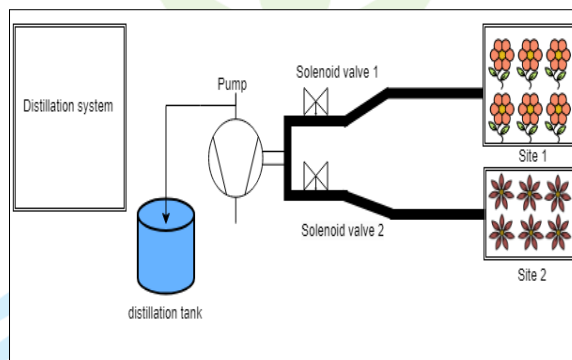 Distillation system
Pump
Solenoid valve 1
Site 1
Solenoid valve 2
Site 2
distillation tank